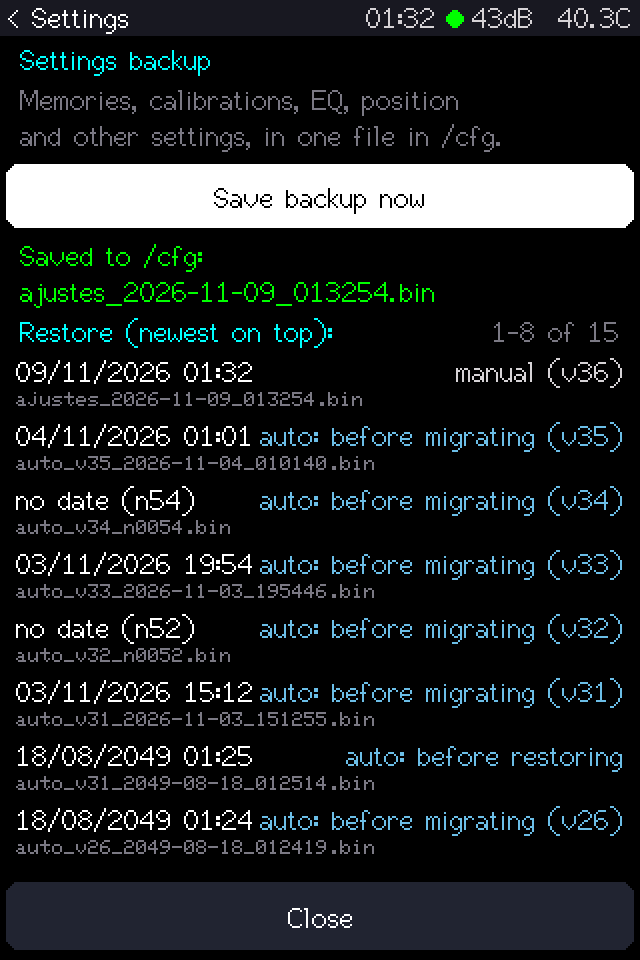 < Settings 01:32 43dB 40.3C
Settings backup
Memories, calibrations, EQ, position
and other settings, in one file in /cfg.
Save backup now
Saved to /cfg:
ajustes_2026-11-09_013254.bin
Restore (newest on top): 1-8 of 15
09/11/2026 01:32 manual (v36)
ajustes_2026-11-09_013254.bin
04/11/2026 01:01 auto: before migrating (v35)
auto_v35_2026-11-04_010140.bin
no date (n54) auto: before migrating (v34)
auto_v34_n0054.bin
03/11/2026 19:54 auto: before migrating (v33)
auto_v33_2026-11-03_195446.bin
no date (n52) auto: before migrating (v32)
auto_v32_n0052.bin
03/11/2026 15:12 auto: before migrating (v31)
auto_v31_2026-11-03_151255.bin
18/08/2049 01:25 auto: before restoring
auto_v31_2049-08-18_012514.bin
18/08/2049 01:24 auto: before migrating (v26)
auto_v26_2049-08-18_012419.bin
Close